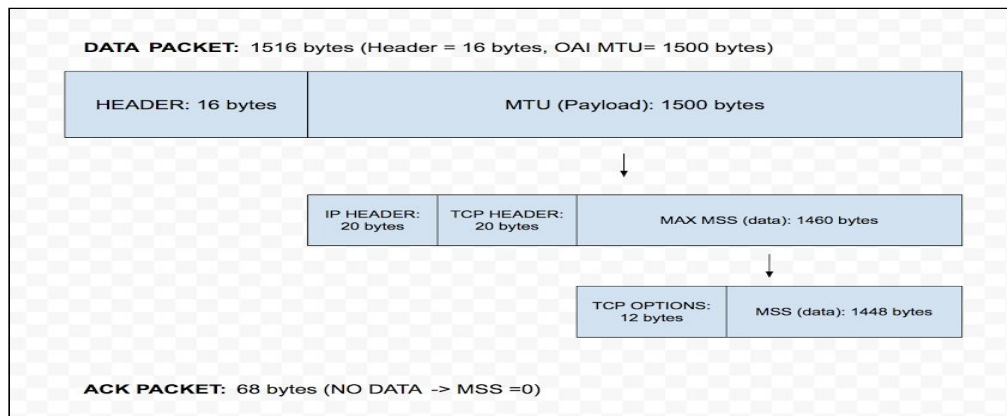 DATA PACKET: 1516 bytes (Header = 16 bytes, OAI MTU= 1500 bytes)
HEADER: 16 bytes
MTU (Payload): 1500 bytes
IP HEADER:
20 bytes
TCP HEADER:
20 bytes
MAX MSS (data): 1460 bytes
TCP OPTIONS:
12 bytes
MSS (data): 1448 bytes
ACK PACKET: 68 bytes (NO DATA -> MSS =0)